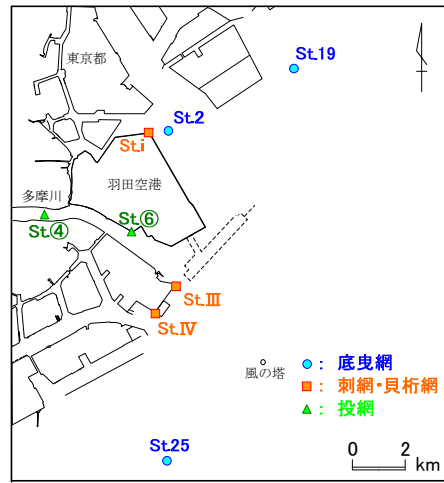 St.19
東京都
St.2
St.i
羽田空港
多摩川
St.④
St.⑥
St.Ⅲ
St.Ⅳ
風の塔
： 底曳網
： 刺網・貝桁網
： 投網
St.25
0 2
km